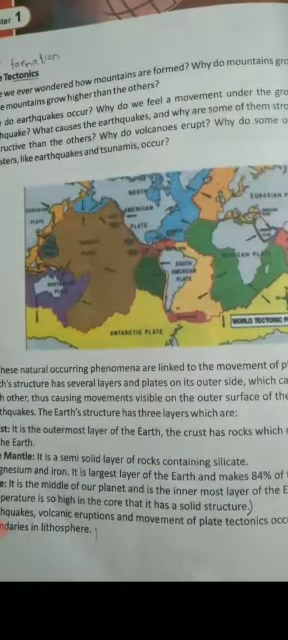 ter 1
formation
Tectonics
we ever wondered how mountains are formed? Why do mountains gro
e mountains grow higher than the others?
do earthquakes occur? Why do we feel a movement under the gro
hquake? What causes the earthquakes, and why are some of them stro
ructive than the others? Why do volcanoes erupt? Why do some o
sters, like earthquakes and tsunamis, occur?
EURASIAN P
NORTH
AMERICAN
PLATE
PLATE
SOUTH
AMERICAN
PLATE
PLATE
ANTARCTIC PLATE
WORLD TECTONIC P
hese natural occurring phenomena are linked to the movement of pl
h's structure has several layers and plates on its outer side, which ca
h other, thus causing movements visible on the outer surface of the
thquakes. The Earth's structure has three layers which are:
st: It is the outermost layer of the Earth, the crust has rocks which
he Earth.
Mantle: It is a semi solid layer of rocks containing silicate.
gnesium and iron. It is largest layer of the Earth and makes 84% of
e: It is the middle of our planet and is the inner most layer of the E
perature is so high in the core that it has a solid structure.)
hquakes, volcanic eruptions and movement of plate tectonics occ
ndaries in lithosphere.